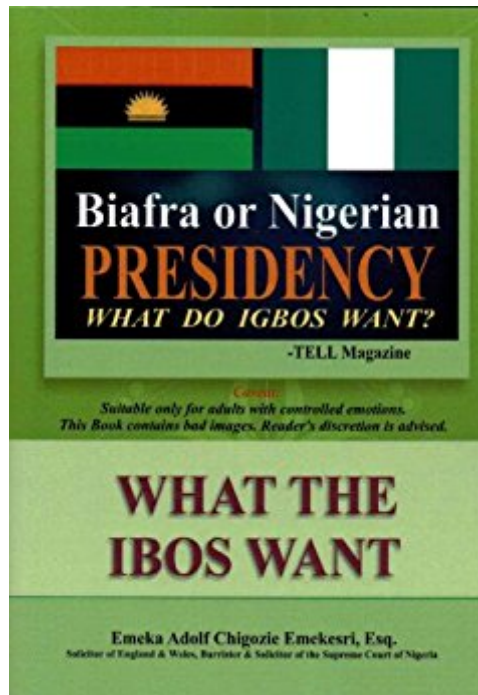 Biafra or Nigerian
PRESIDENCY
WHAT DO IGBOS WANT?
-TELL Magazine
Caveat:
Suitable only for adults with controlled emotions.
This Book contains bad images. Reader's discretion is advised.
WHAT THE
IBOS WANT
Emeka Adolf Chigozie Emekesri, Esq.
Solicitor of England & Wales, Barrister & Solicitor of the Supreme Court of Nigeria